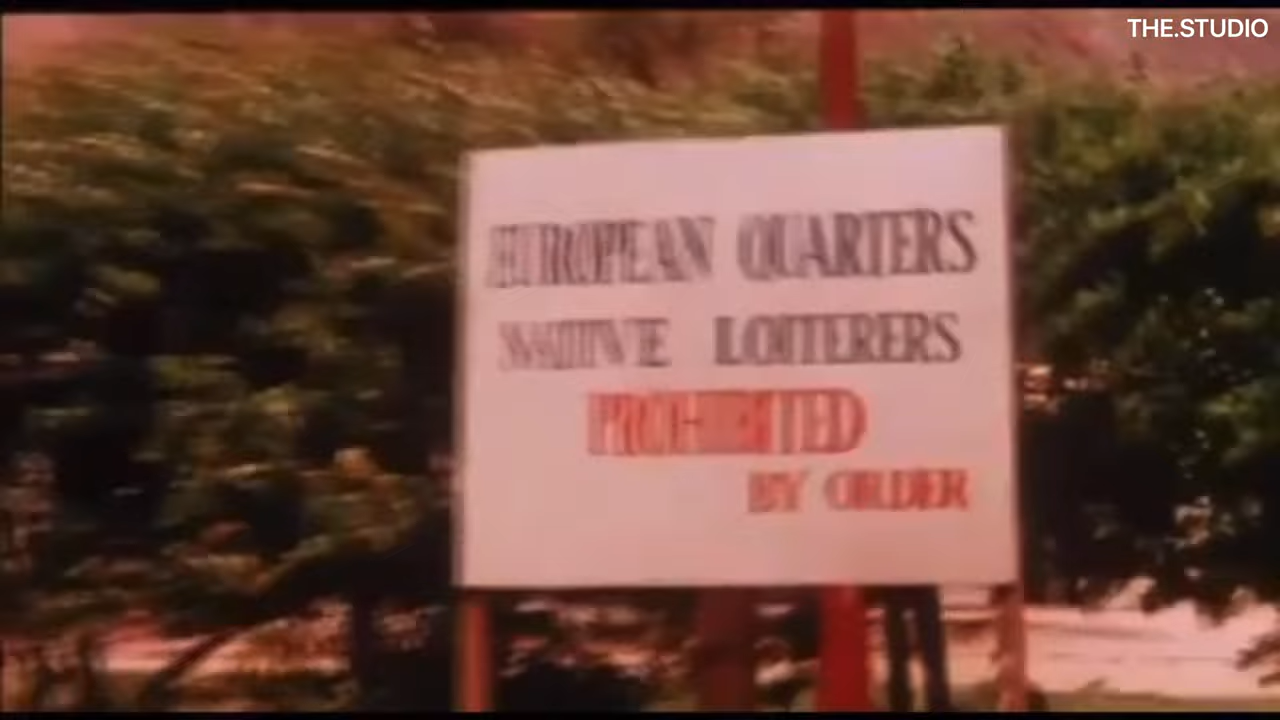 THE.STUDIO
EUROPEAN QUARTERS
NATIVE LOITERERS
PROHIBITED
BY ORDER